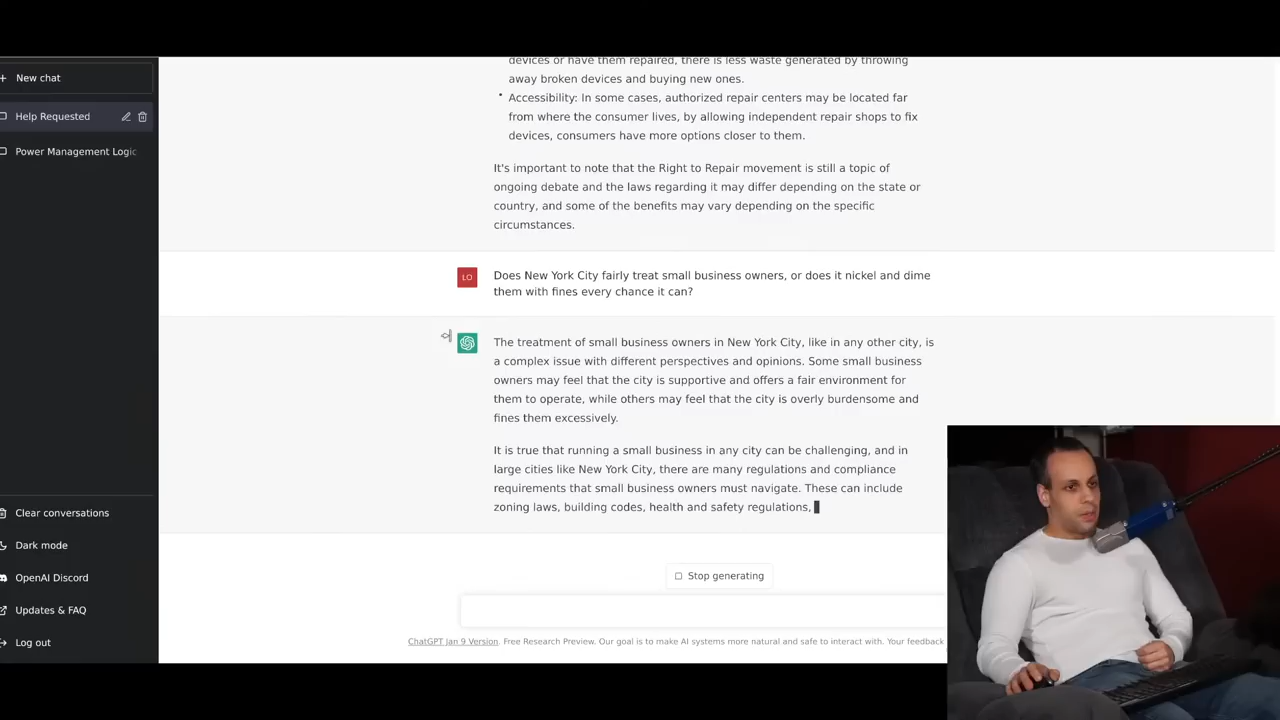 New chat
Help Requested
Power Management Logic
Clear conversations
Dark mode
OpenAI Discord
Updates & FAQ
Log out
devices or have them repaired, there is less waste generated by throwing
away broken devices and buying new ones.
• Accessibility: In some cases, authorized repair centers may be located far
from where the consumer lives, by allowing independent repair shops to fix
devices, consumers have more options closer to them.
It's important to note that the Right to Repair movement is still a topic of
ongoing debate and the laws regarding it may differ depending on the state or
country, and some of the benefits may vary depending on the specific
circumstances.
LO
Does New York City fairly treat small business owners, or does it nickel and dime
them with fines every chance it can?
The treatment of small business owners in New York City, like in any other city, is
a complex issue with different perspectives and opinions. Some small business
owners may feel that the city is supportive and offers a fair environment for
them to operate, while others may feel that the city is overly burdensome and
fines them excessively.
It is true that running a small business in any city can be challenging, and in
large cities like New York City, there are many regulations and compliance
requirements that small business owners must navigate. These can include
zoning laws, building codes, health and safety regulations,
Stop generating
ChatGPT Jan 9 Version. Free Research Preview. Our goal is to make AI systems more natural and safe to interact with. Your feedback